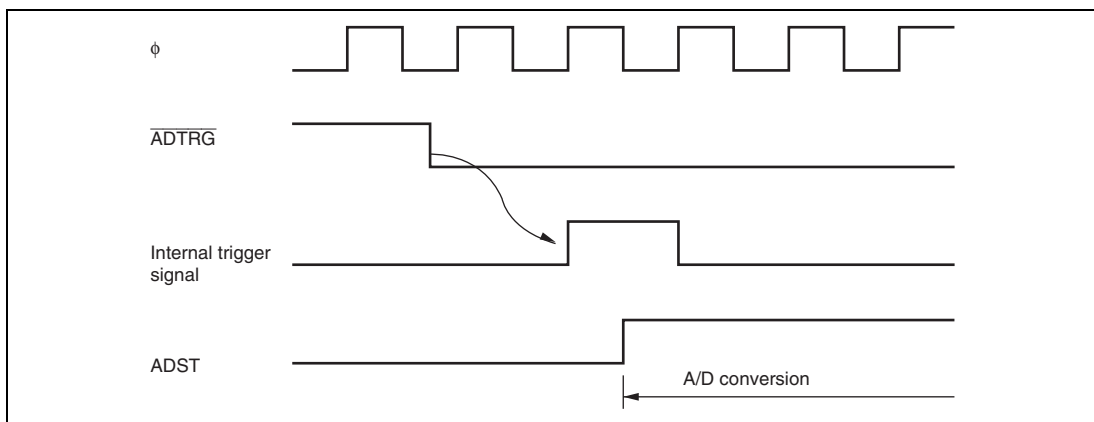 ϕ
ADTRG
Internal trigger
signal
ADST
A/D conversion